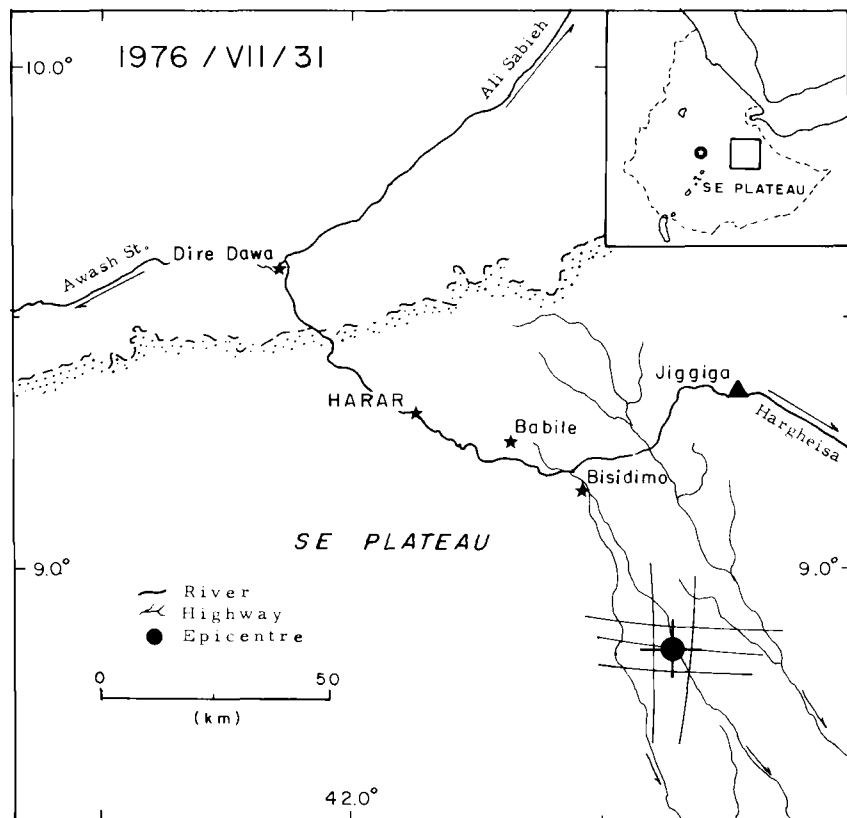 1976 / VII / 31
10.0°
Ali Sabieh
SE PLATEAU
Awash St.
Dire Dawa
Jiggiga
HARAR
Hargheisa
Babile
Bisidimo
SE PLATEAU
9.0°
9.0°
River
Highway
Epicentre
0 50
(km)
42.0°